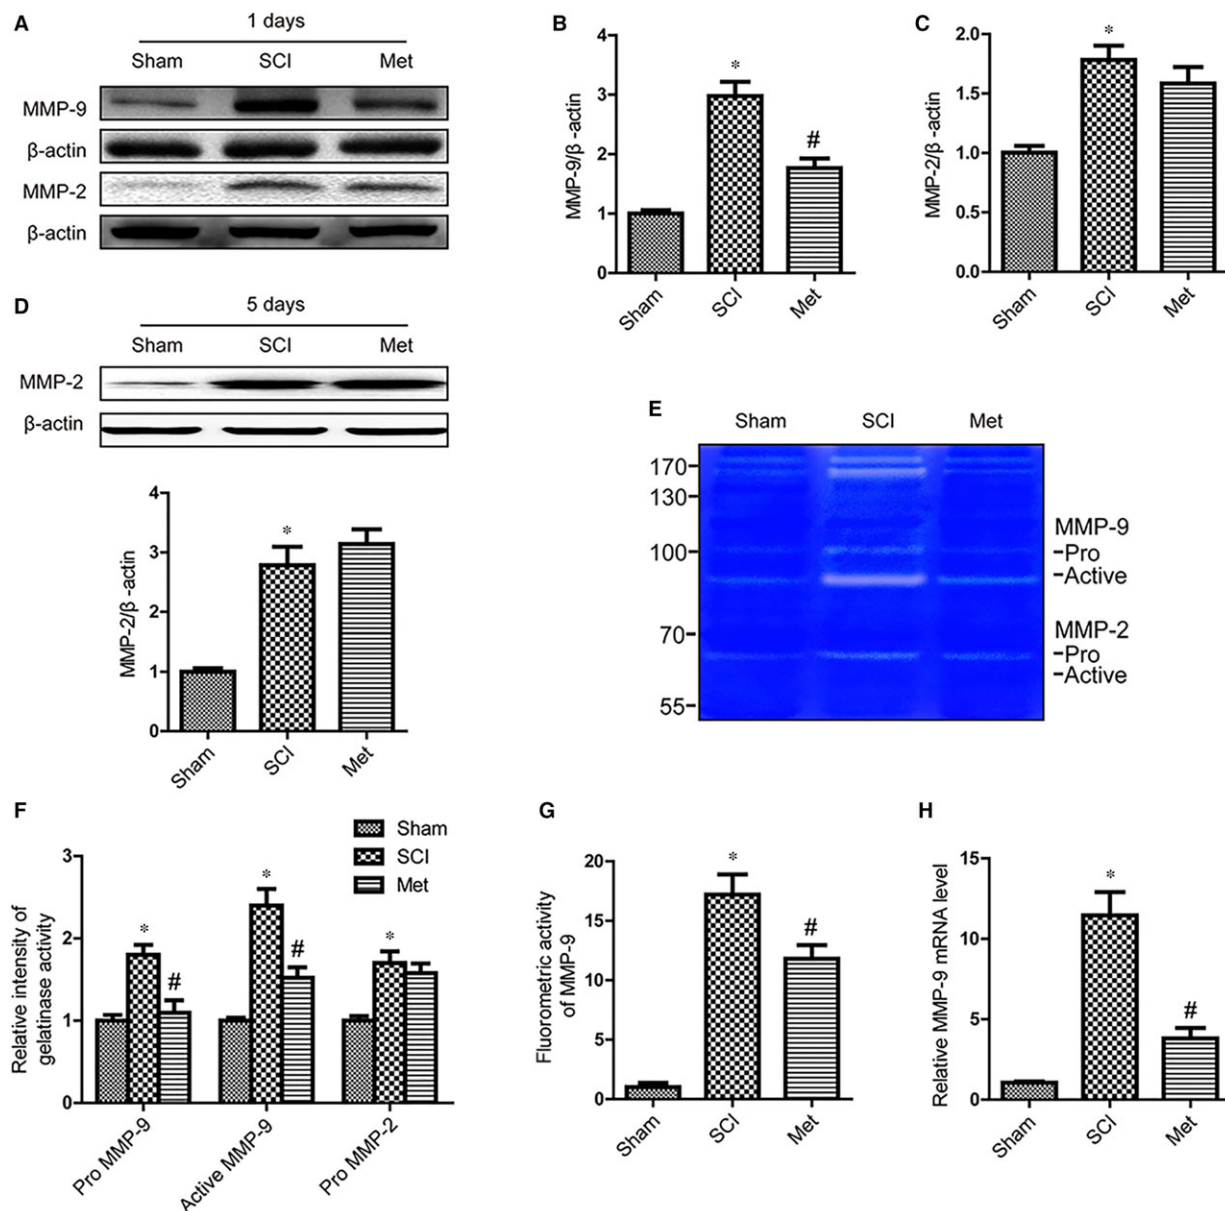 A
1 days
Sham SCI Met
MMP-9
β-actin
MMP-2
β-actin
B
MMP-9/β -actin
4
3
2
1
0
*
#
Sham SCI Met
C
MMP-2/β -actin
2.0
1.5
1.0
0.5
0.0
*
Sham SCI Met
D
5 days
Sham SCI Met
MMP-2
β-actin
MMP-2/β -actin
4
3
2
1
0
*
Sham SCI Met
E
Sham SCI Met
170
130
100
70
55
MMP-9
Pro
Active
MMP-2
Pro
Active
F
Sham
SCI
Met
Relative intensity of
gelatinase activity
3
2
1
0
* #
* #
*
Pro MMP-9 Active MMP-9 Pro MMP-2
G
Fluorometric activity
of MMP-9
20
15
10
5
0
*
#
Sham SCI Met
H
Relative MMP-9 mRNA level
15
10
5
0
*
#
Sham SCI Met